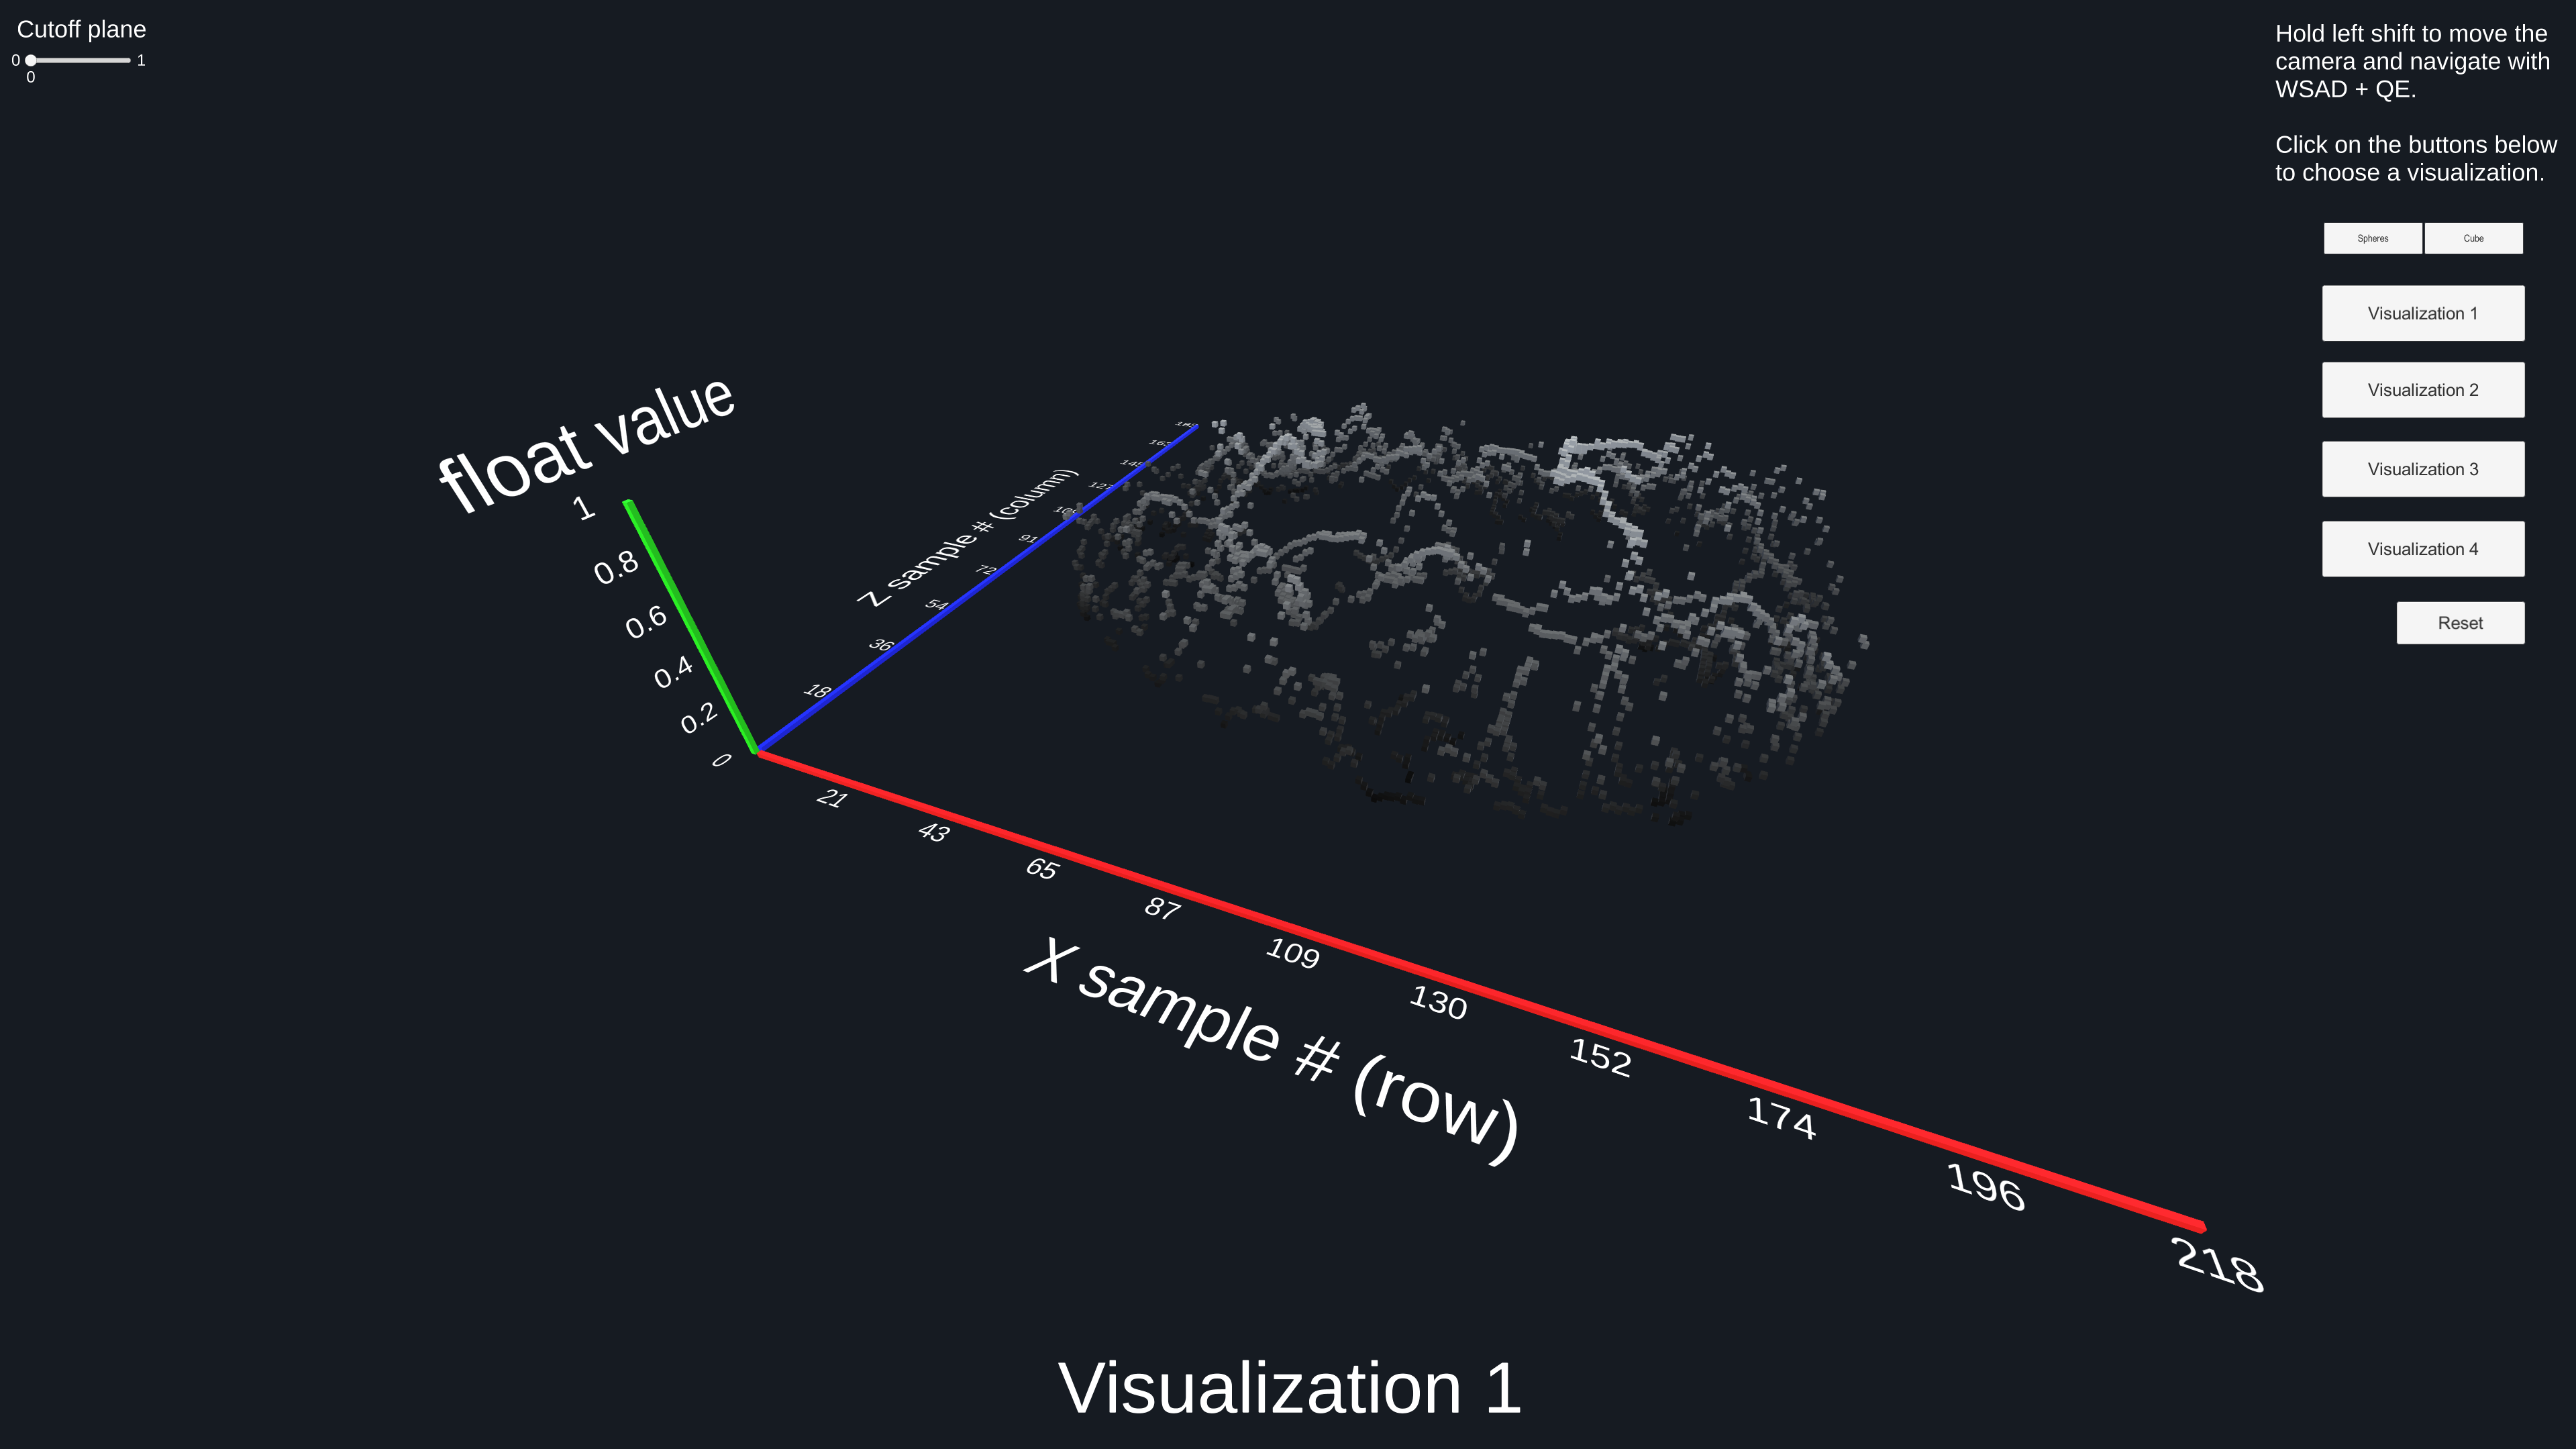 Cutoff plane
0
1
0
Hold left shift to move the
camera and navigate with
WSAD + QE.
Click on the buttons below
to choose a visualization.
Spheres
Cube
Visualization 1
Visualization 2
Visualization 3
Visualization 4
Reset
float value
1
0.8
0.6
0.4
0.2
0
Z sample # (column)
145
91
72
54
36
18
21
43
65
87
109
130
152
174
196
218
X sample # (row)
Visualization 1